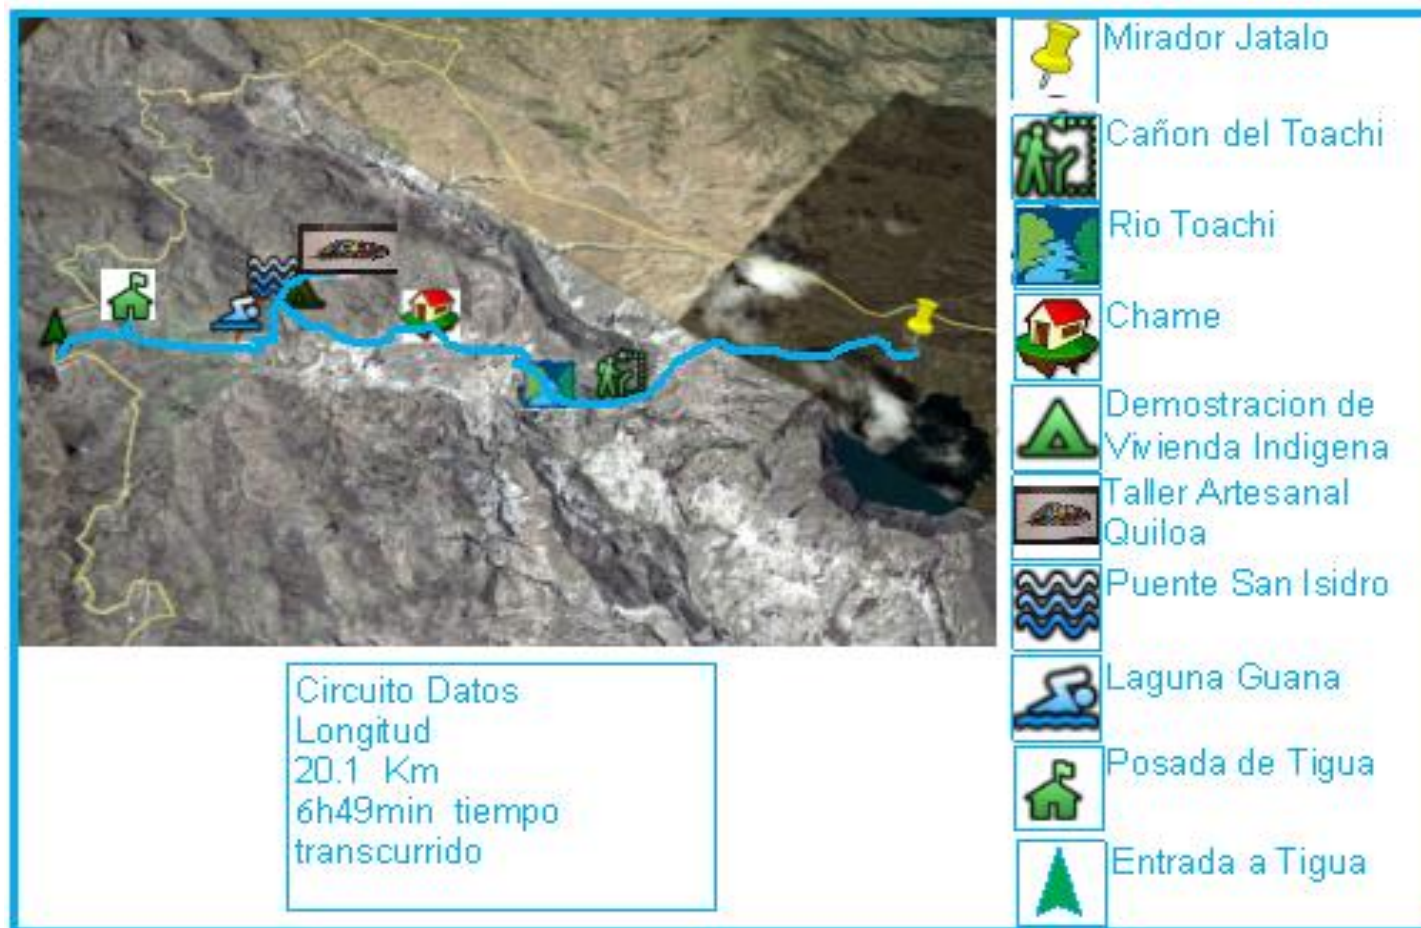 Mirador Jatalo
Cañon del Toachi
Rio Toachi
Chame
Demostracion de
Vivienda Indigena
Taller Artesanal
Quiloa
Puente San Isidro
Laguna Guana
Posada de Tigua
Entrada a Tigua
Circuito Datos
Longitud
20.1 Km
6h49min tiempo
transcurrido